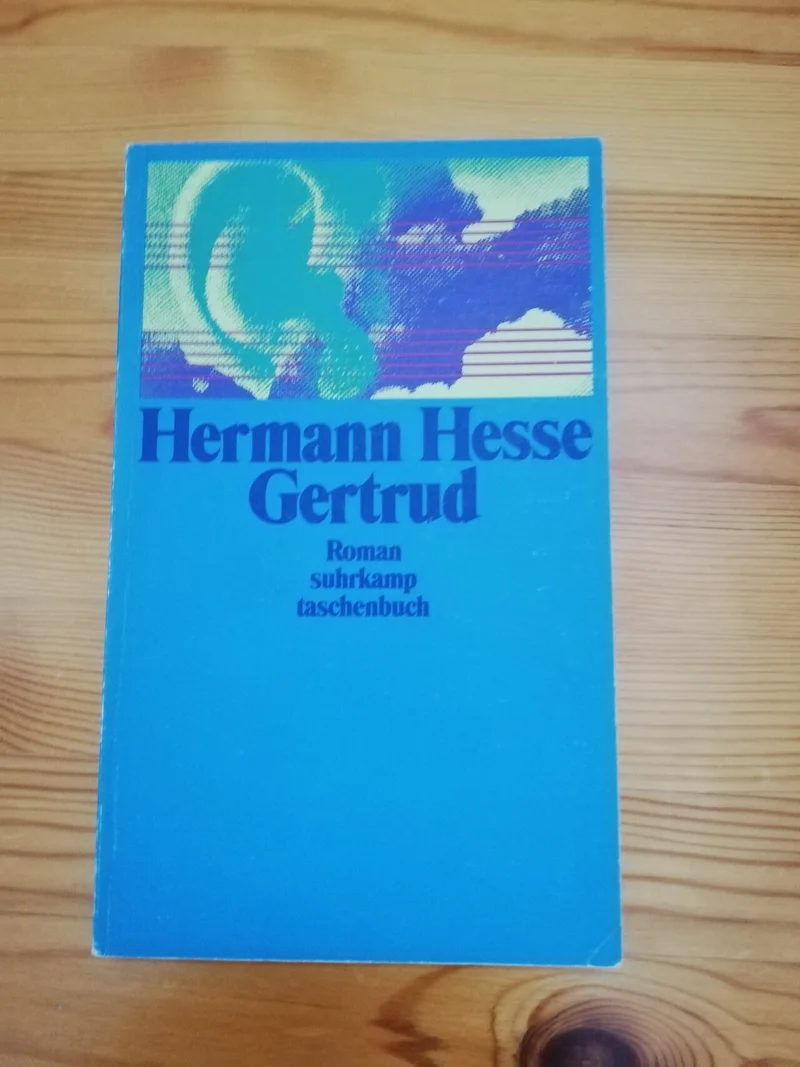 Hermann Hesse
Gertrud
Roman
suhrkamp
taschenbuch